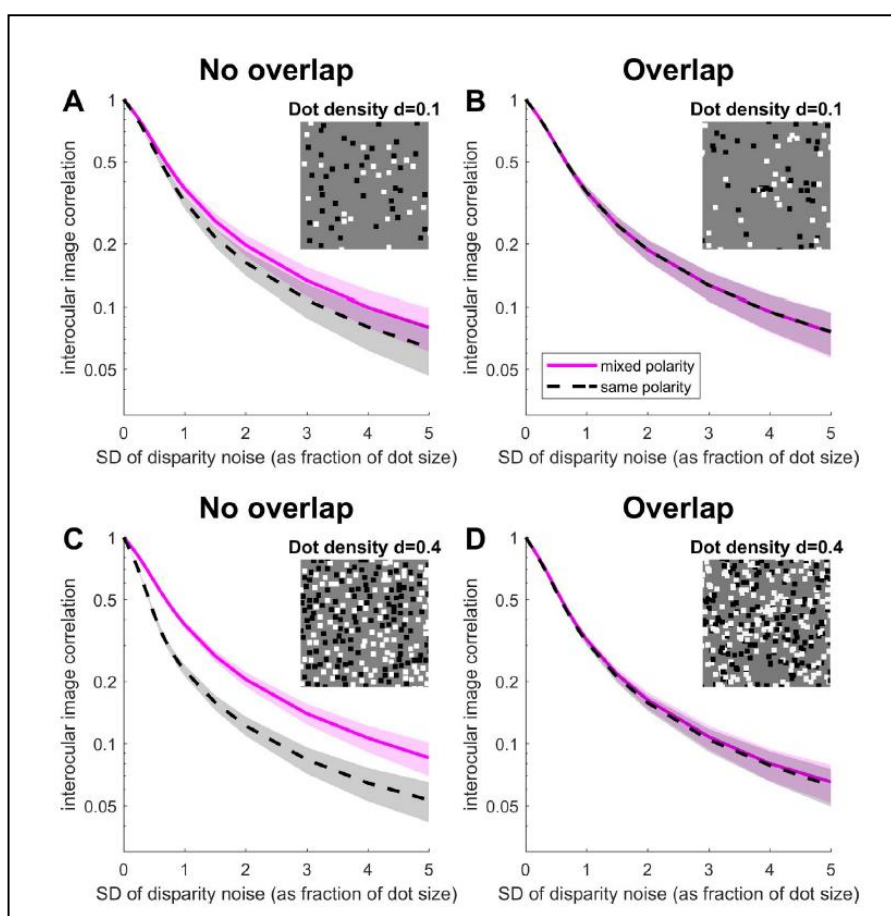 No overlap
A
Dot density d=0.1
1
0.5
0.2
0.1
0.05
interocular image correlation
0 1 2 3 4 5
SD of disparity noise (as fraction of dot size)
Overlap
B
Dot density d=0.1
1
0.5
0.2
0.1
0.05
interocular image correlation
mixed polarity
same polarity
0 1 2 3 4 5
SD of disparity noise (as fraction of dot size)
No overlap
C
Dot density d=0.4
1
0.5
0.2
0.1
0.05
interocular image correlation
0 1 2 3 4 5
SD of disparity noise (as fraction of dot size)
Overlap
D
Dot density d=0.4
1
0.5
0.2
0.1
0.05
interocular image correlation
0 1 2 3 4 5
SD of disparity noise (as fraction of dot size)